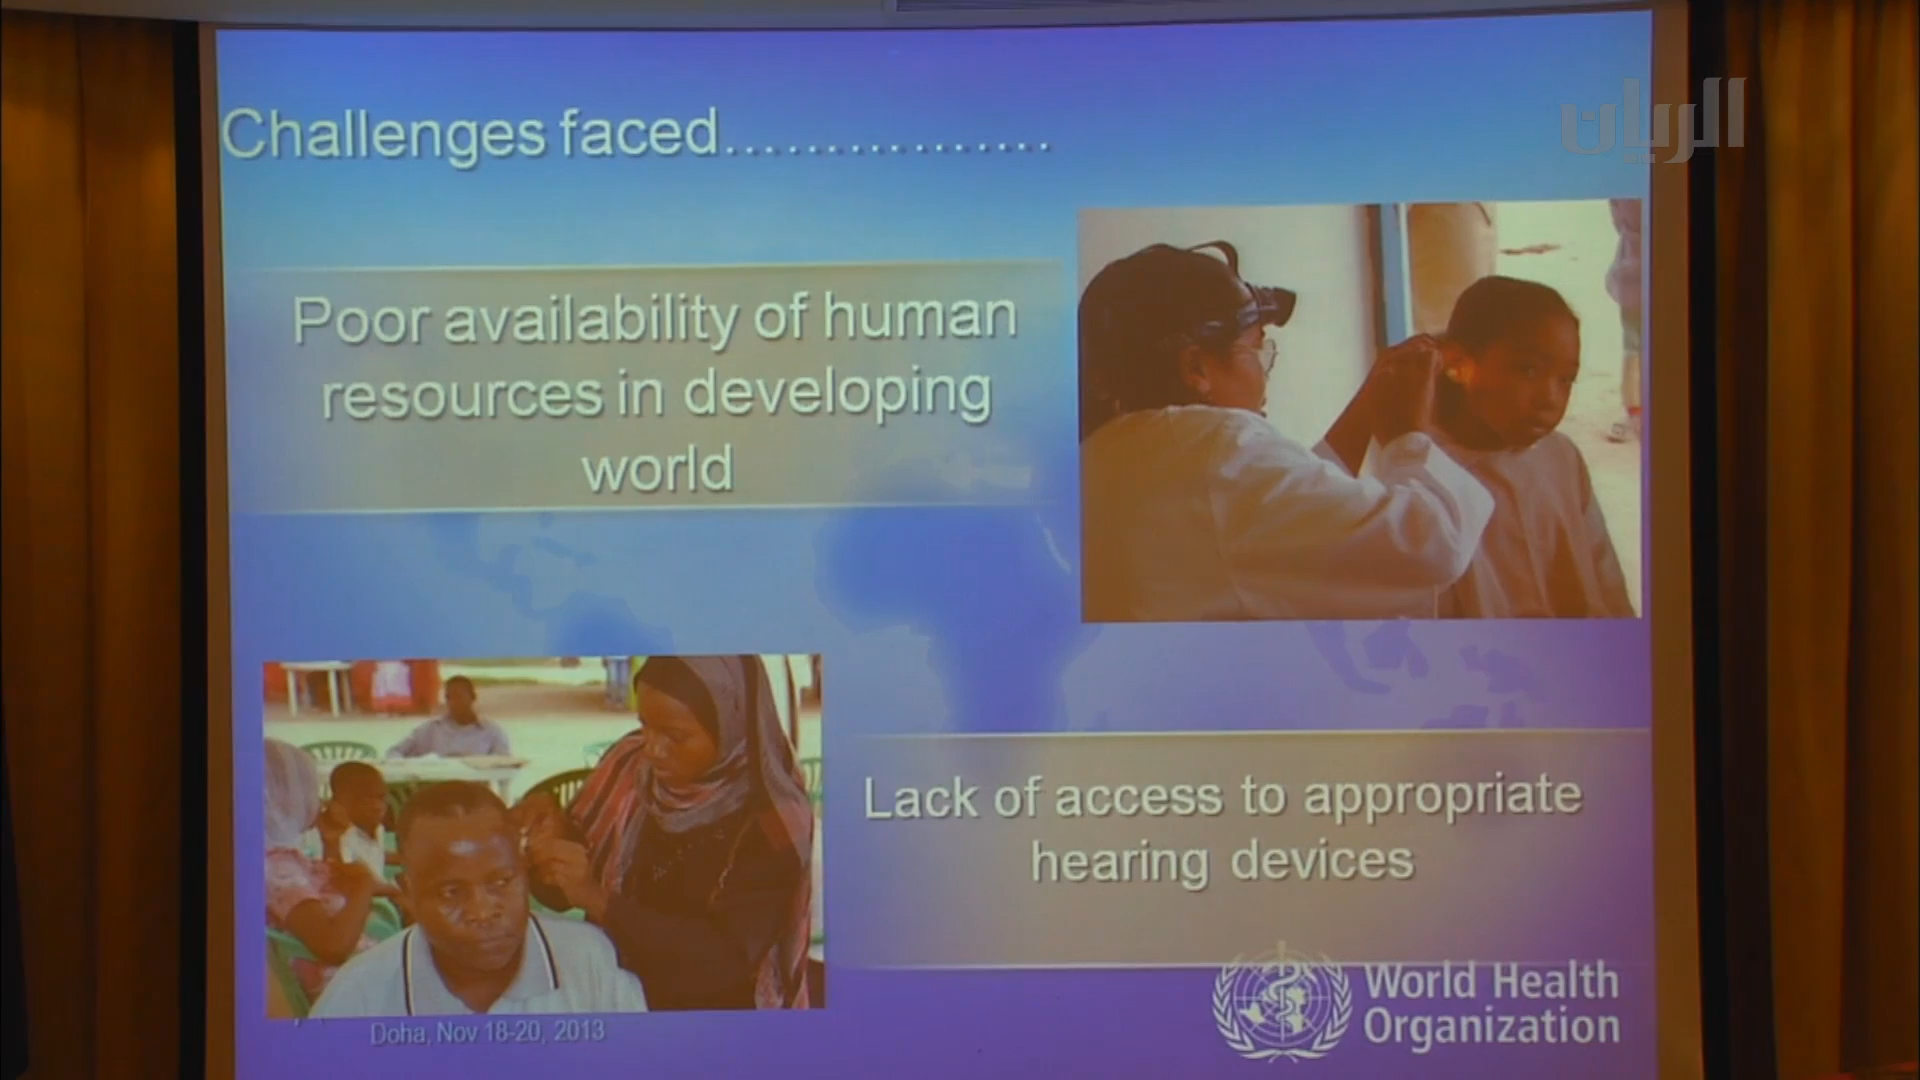 الريان
Challenges faced................
Poor availability of human
resources in developing
world
Lack of access to appropriate
hearing devices
Doha, Nov 18-20, 2013
World Health
Organization